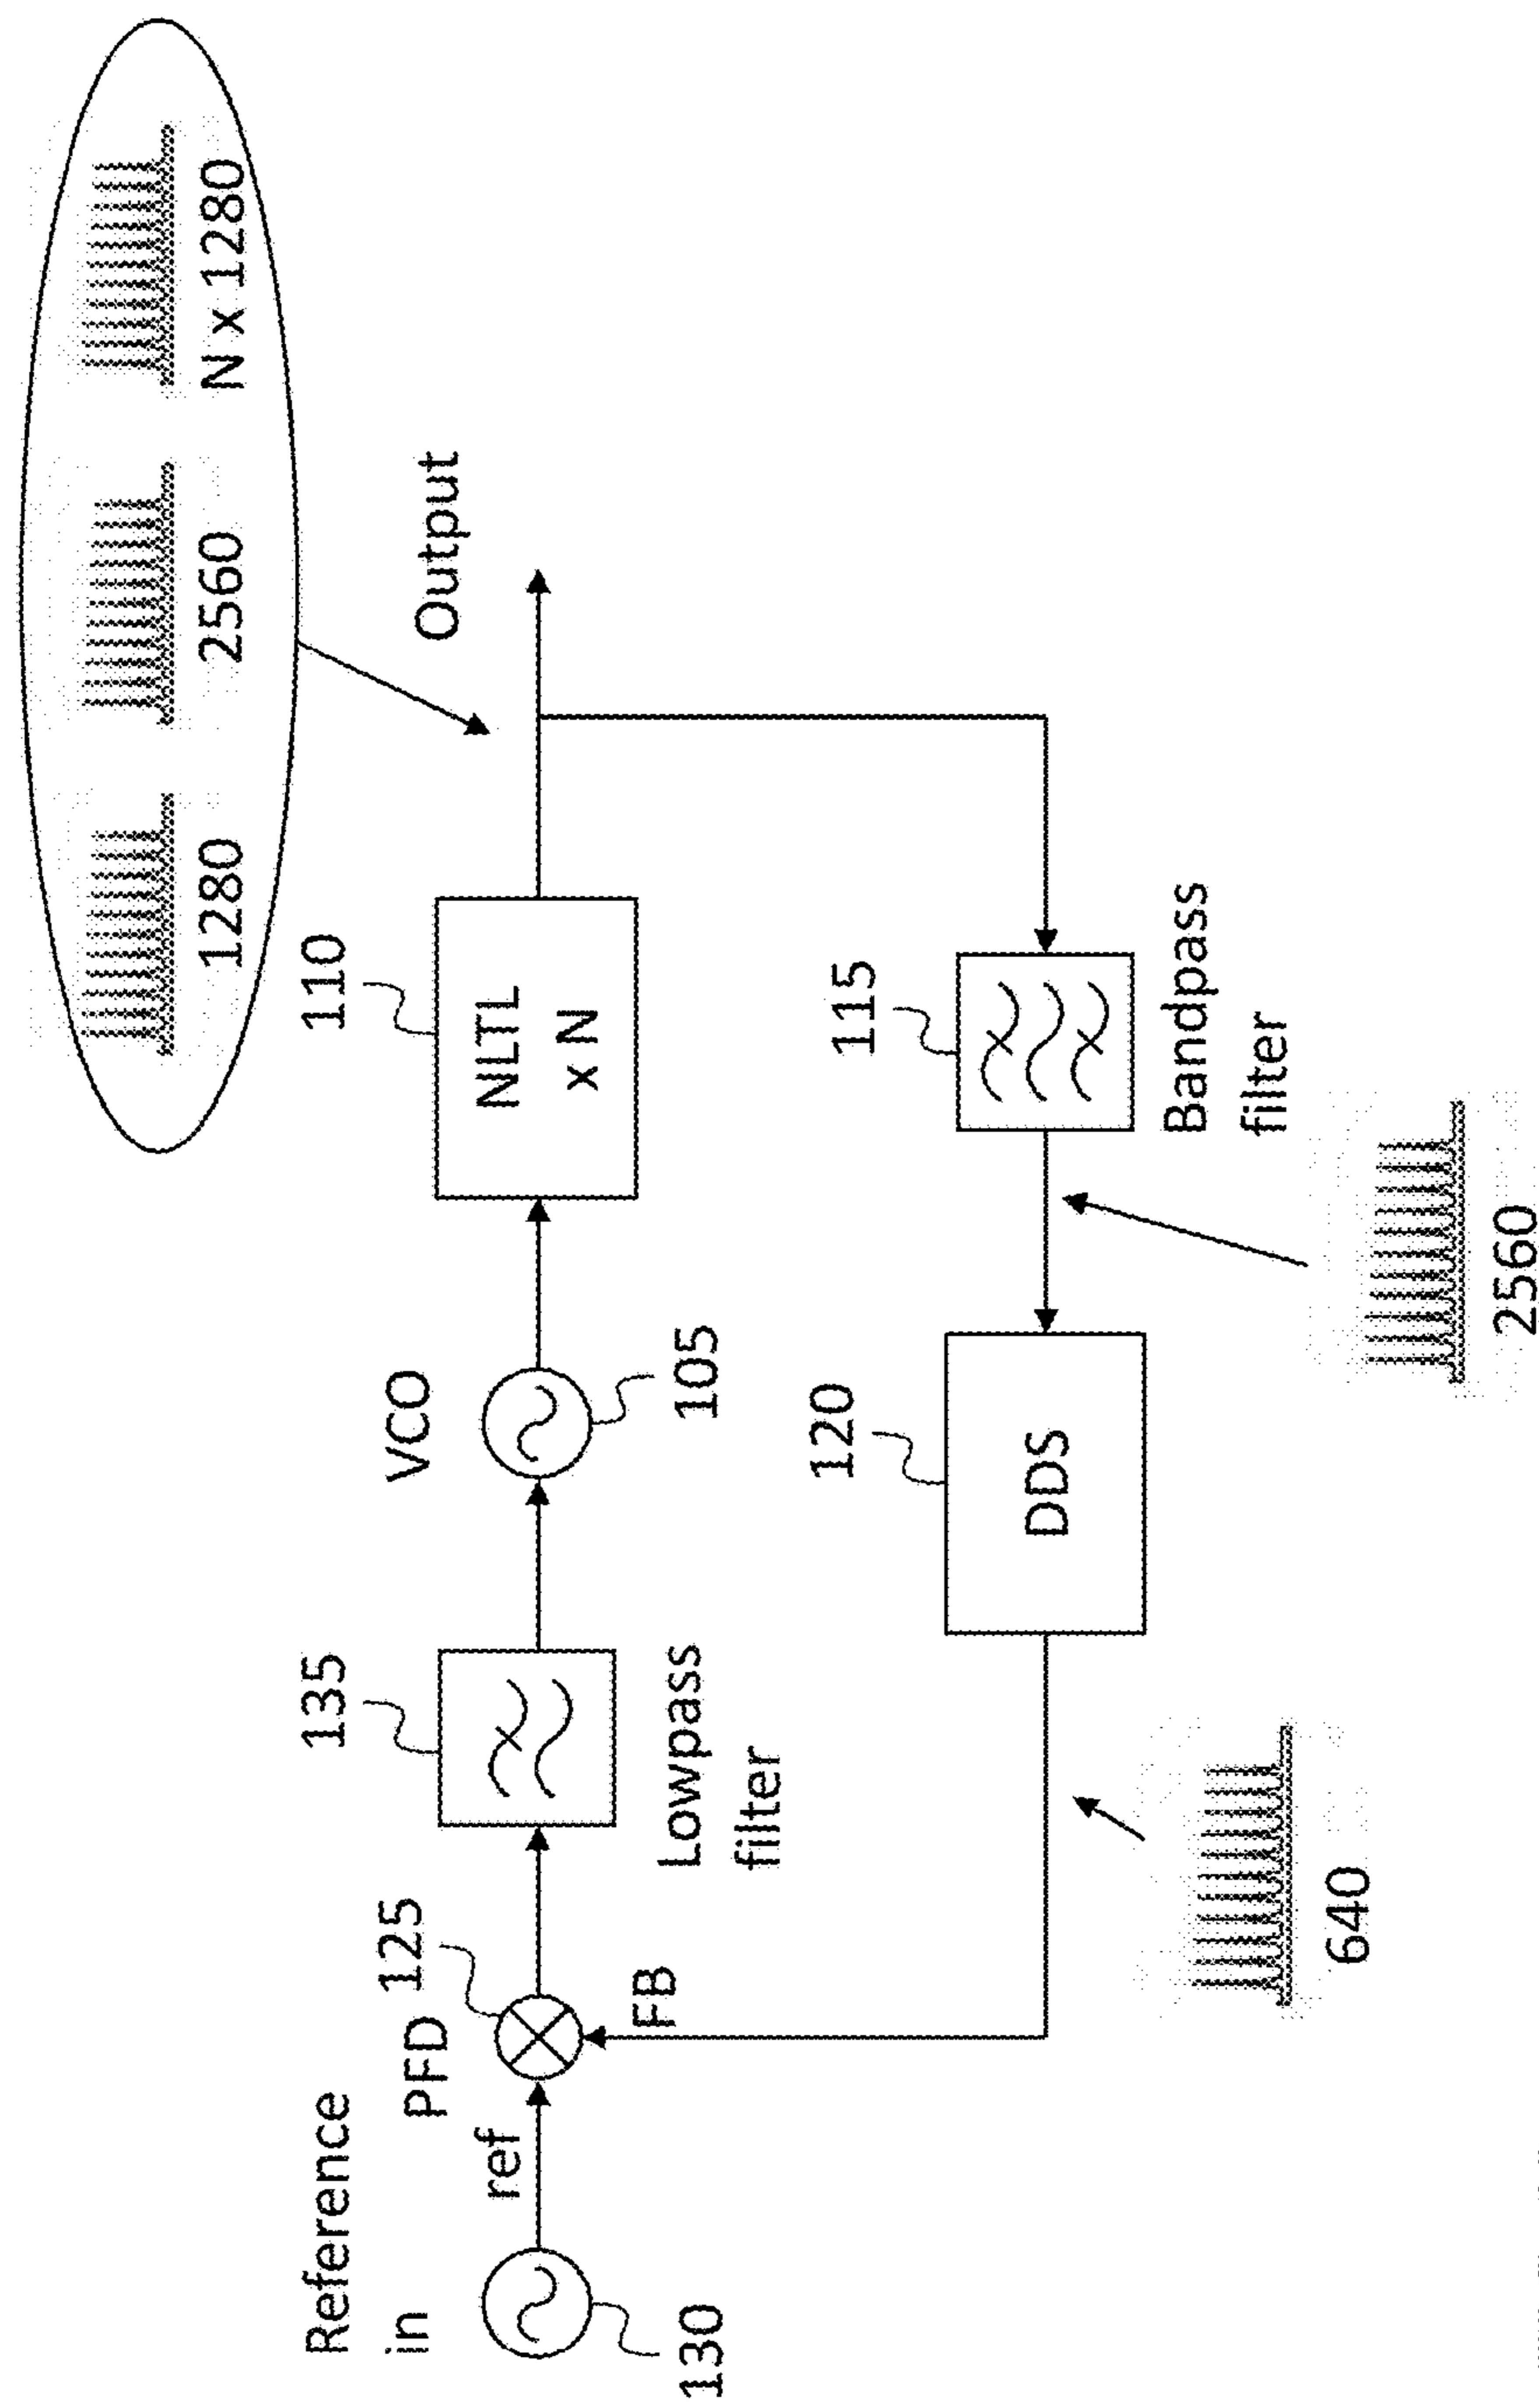 1280
2560
N x 1280
Reference
in
ref
130
PFD
125
FB
135
Lowpass
filter
VCO
105
110
NLTL
x N
Output
640
120
DDS
115
Bandpass
filter
2560